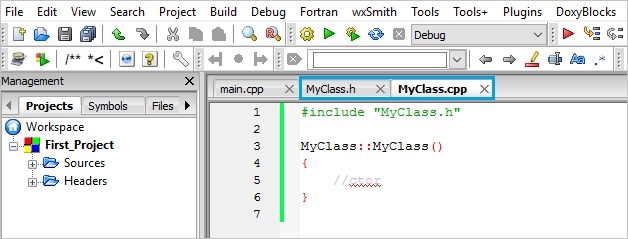 File Edit View Search Project Build Debug Fortran wxSmith Tools Tools+ Plugins DoxyBlocks
Debug
/** *< .*
Management
Projects Symbols Files
Workspace
First_Project
Sources
Headers
main.cpp MyClass.h MyClass.cpp
1 #include "MyClass.h"
2
3 MyClass::MyClass()
4 {
5 //ctor
6 }
7